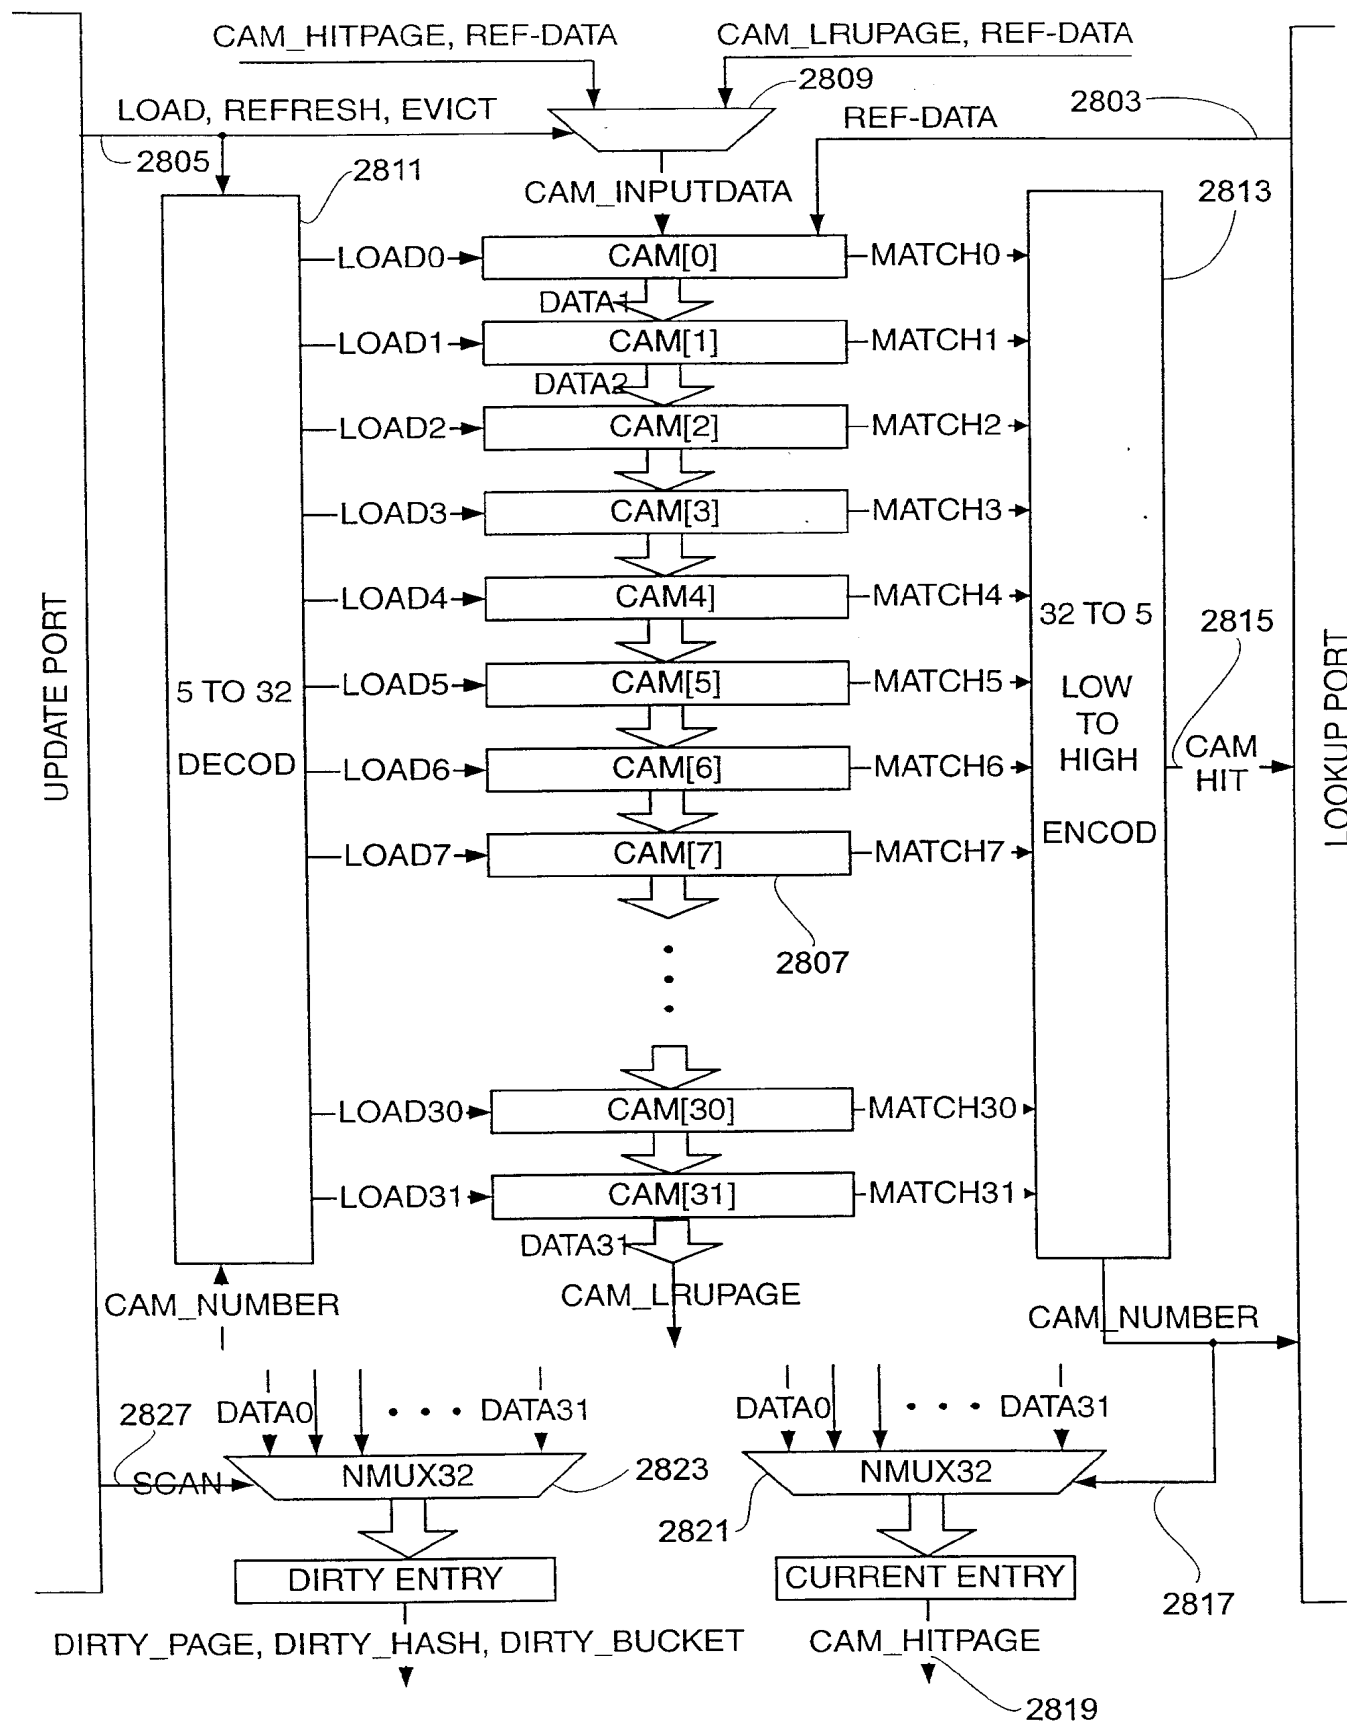 CAM_HITPAGE, REF-DATA
CAM_LRUPAGE, REF-DATA
2809
LOAD, REFRESH, EVICT
REF-DATA
2803
2805
2811
CAM_INPUTDATA
2813
LOAD0
CAM[0]
MATCH0
DATA1
LOAD1
CAM[1]
MATCH1
DATA2
LOAD2
CAM[2]
MATCH2
LOAD3
CAM[3]
MATCH3
LOAD4
CAM4]
MATCH4
32 TO 5
LOW
TO
HIGH
ENCOD
2815
UPDATE PORT
5 TO 32
DECOD
LOAD5
CAM[5]
MATCH5
LOAD6
CAM[6]
MATCH6
CAM
HIT
LOOKUP PORT
LOAD7
CAM[7]
MATCH7
2807
LOAD30
CAM[30]
MATCH30
LOAD31
CAM[31]
MATCH31
DATA31
CAM_NUMBER
CAM_LRUPAGE
CAM_NUMBER
2827
DATA0
• • • DATA31
DATA0
• • • DATA31
SCAN
NMUX32
2823
NMUX32
2821
DIRTY ENTRY
CURRENT ENTRY
2817
DIRTY_PAGE, DIRTY_HASH, DIRTY_BUCKET
CAM_HITPAGE
2819